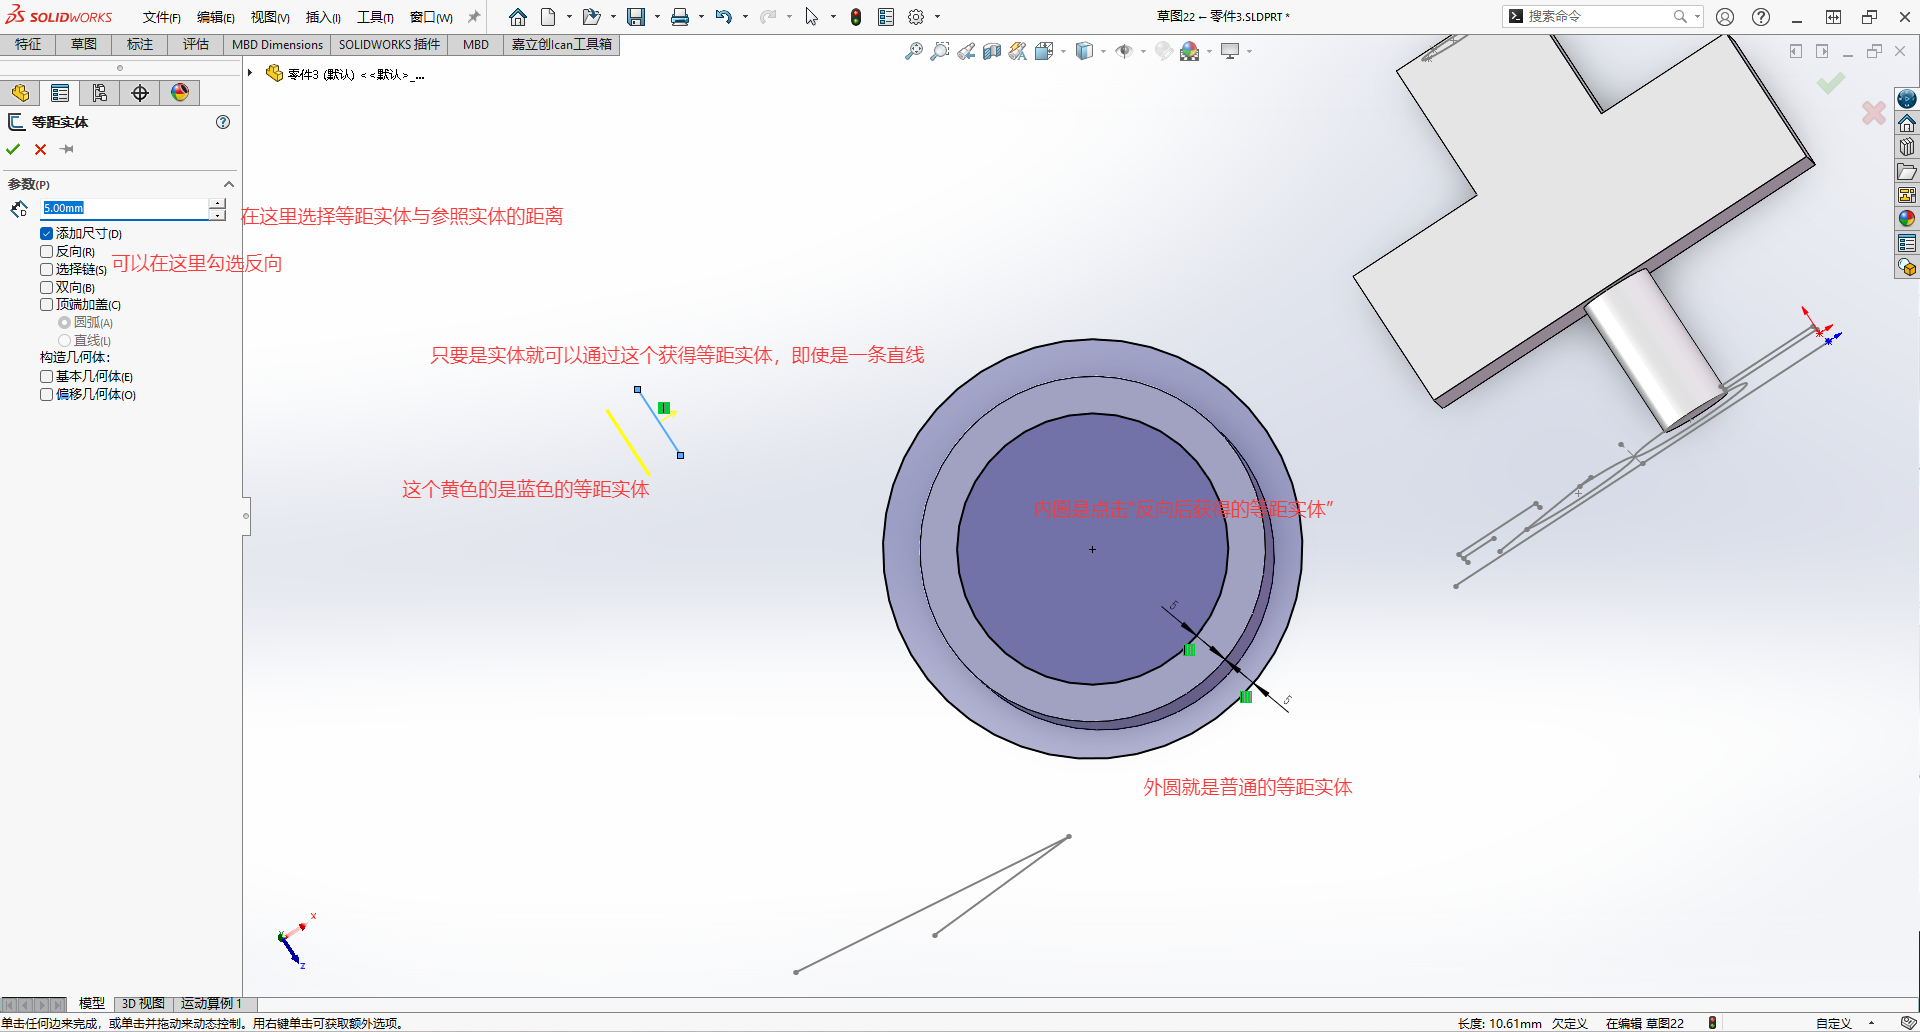 SOLIDWORKS 文件(F) 编辑(E) 视图(V) 插入(I) 工具(T) 窗口(W) 草图22 ← 零件3.SLDPRT * 搜索命令
特征 草图 标注 评估 MBD Dimensions SOLIDWORKS 插件 MBD 嘉立创Ican工具箱
零件3 (默认) <<默认>_...
等距实体
参数(P)
5.00mm
在这里选择等距实体与参照实体的距离
添加尺寸(D)
反向(R)
可以在这里勾选反向
选择链(S)
双向(B)
顶端加盖(C)
圆弧(A)
直线(L)
构造几何体:
基本几何体(E)
偏移几何体(O)
只要是实体就可以通过这个获得等距实体，即使是一条直线
这个黄色的是蓝色的等距实体
内圆是点击“反向后获得的等距实体”
5
5
外圆就是普通的等距实体
X
Y
Z
模型 3D 视图 运动算例 1
单击任何边来完成，或单击并拖动来动态控制。用右键单击可获取额外选项。 长度: 10.61mm 欠定义 在编辑 草图22 自定义